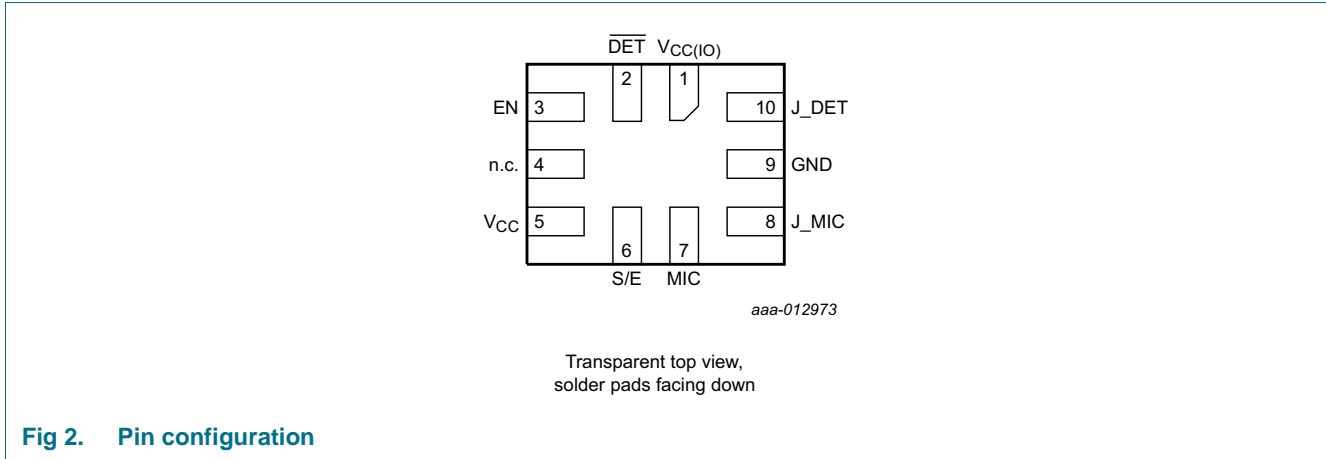 D̅E̅T̅ VCC(IO)
2 1
EN 3 10 J_DET
n.c. 4 9 GND
VCC 5 8 J_MIC
6 7
S/E MIC
aaa-012973
Transparent top view,
solder pads facing down
Fig 2. Pin configuration